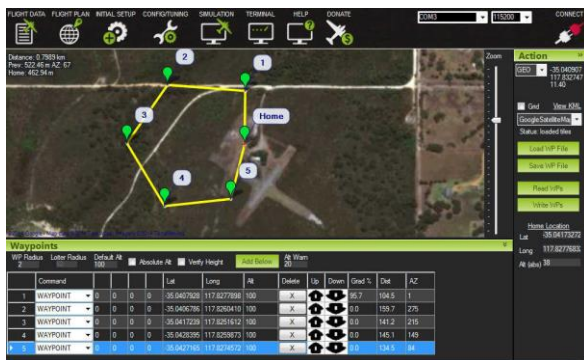 FLIGHT DATA FLIGHT PLAN INITIAL SETUP CONFIG/TUNING SIMULATION TERMINAL HELP DONATE COM3 115200 CONNECT
Distance: 0.7989 km
Prev: 522.46 m AZ: 67
Home: 462.94 m
2
1
3
Home
4
5
Zoom
Action
GEO -35.040907
117.832747
11.40
Grid View KML
GoogleSatelliteMap
Status: loaded tiles
Load WP File
Save WP File
Read WPs
Write WPs
Home Location
Lat -35.04173272
Long 117.8277683
Alt (abs) 38
Waypoints
WP Radius Loiter Radius Default Alt Alt Warn
2 100 Absolute Alt Verify Height Add Below 20
Command Lat Long Alt Delete Up Down Grad % Dist AZ
1 WAYPOINT 0 0 0 0 -35.0407928 117.8277898 100 X 95.7 104.5 1
2 WAYPOINT 0 0 0 0 -35.0406786 117.8260410 100 X 0.0 159.7 275
3 WAYPOINT 0 0 0 0 -35.0417239 117.8251612 100 X 0.0 141.2 215
4 WAYPOINT 0 0 0 0 -35.0428395 117.8259873 100 X 0.0 145.1 149
5 WAYPOINT 0 0 0 0 -35.0427165 117.8274572 100 X 0.0 134.5 84